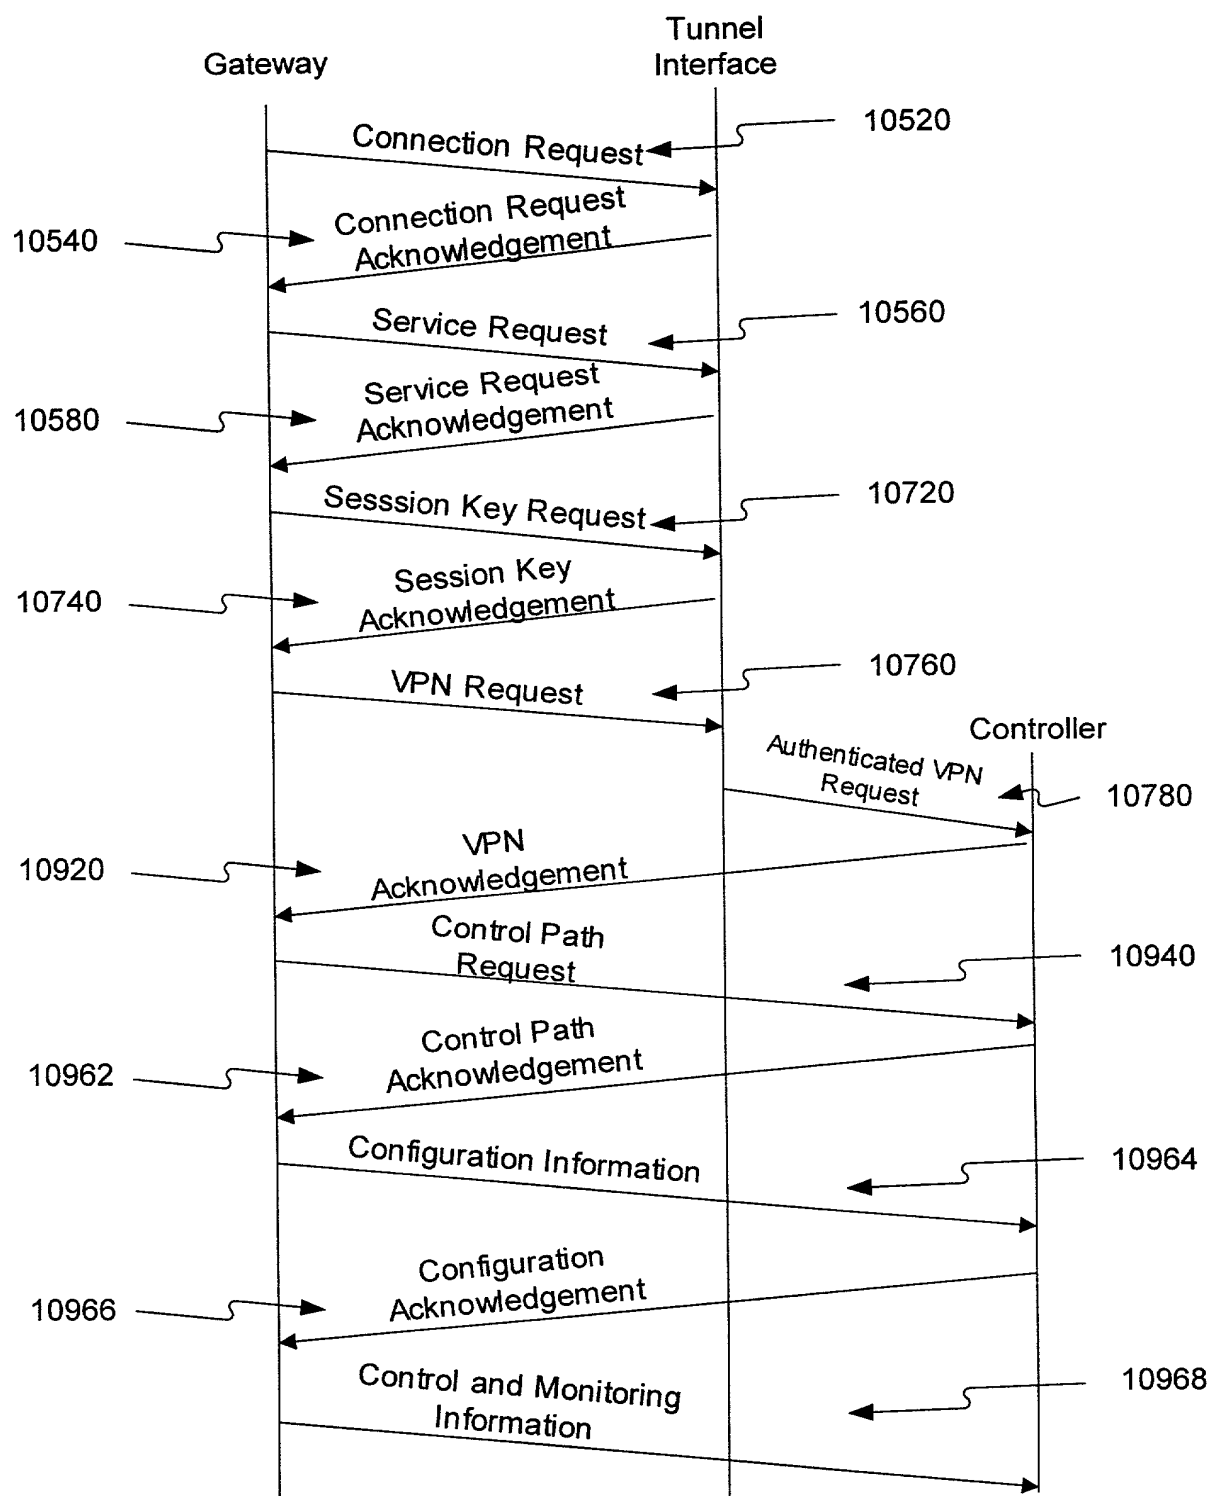 Tunnel
Interface
Gateway
10520
Connection Request
Connection Request
Acknowledgement
10540
10560
Service Request
Service Request
Acknowledgement
10580
10720
Sesssion Key Request
Session Key
Acknowledgement
10740
10760
VPN Request
Controller
Authenticated VPN
Request
10780
VPN
Acknowledgement
10920
Control Path
Request
10940
Control Path
Acknowledgement
10962
Configuration Information
10964
Configuration
Acknowledgement
10966
Control and Monitoring
Information
10968